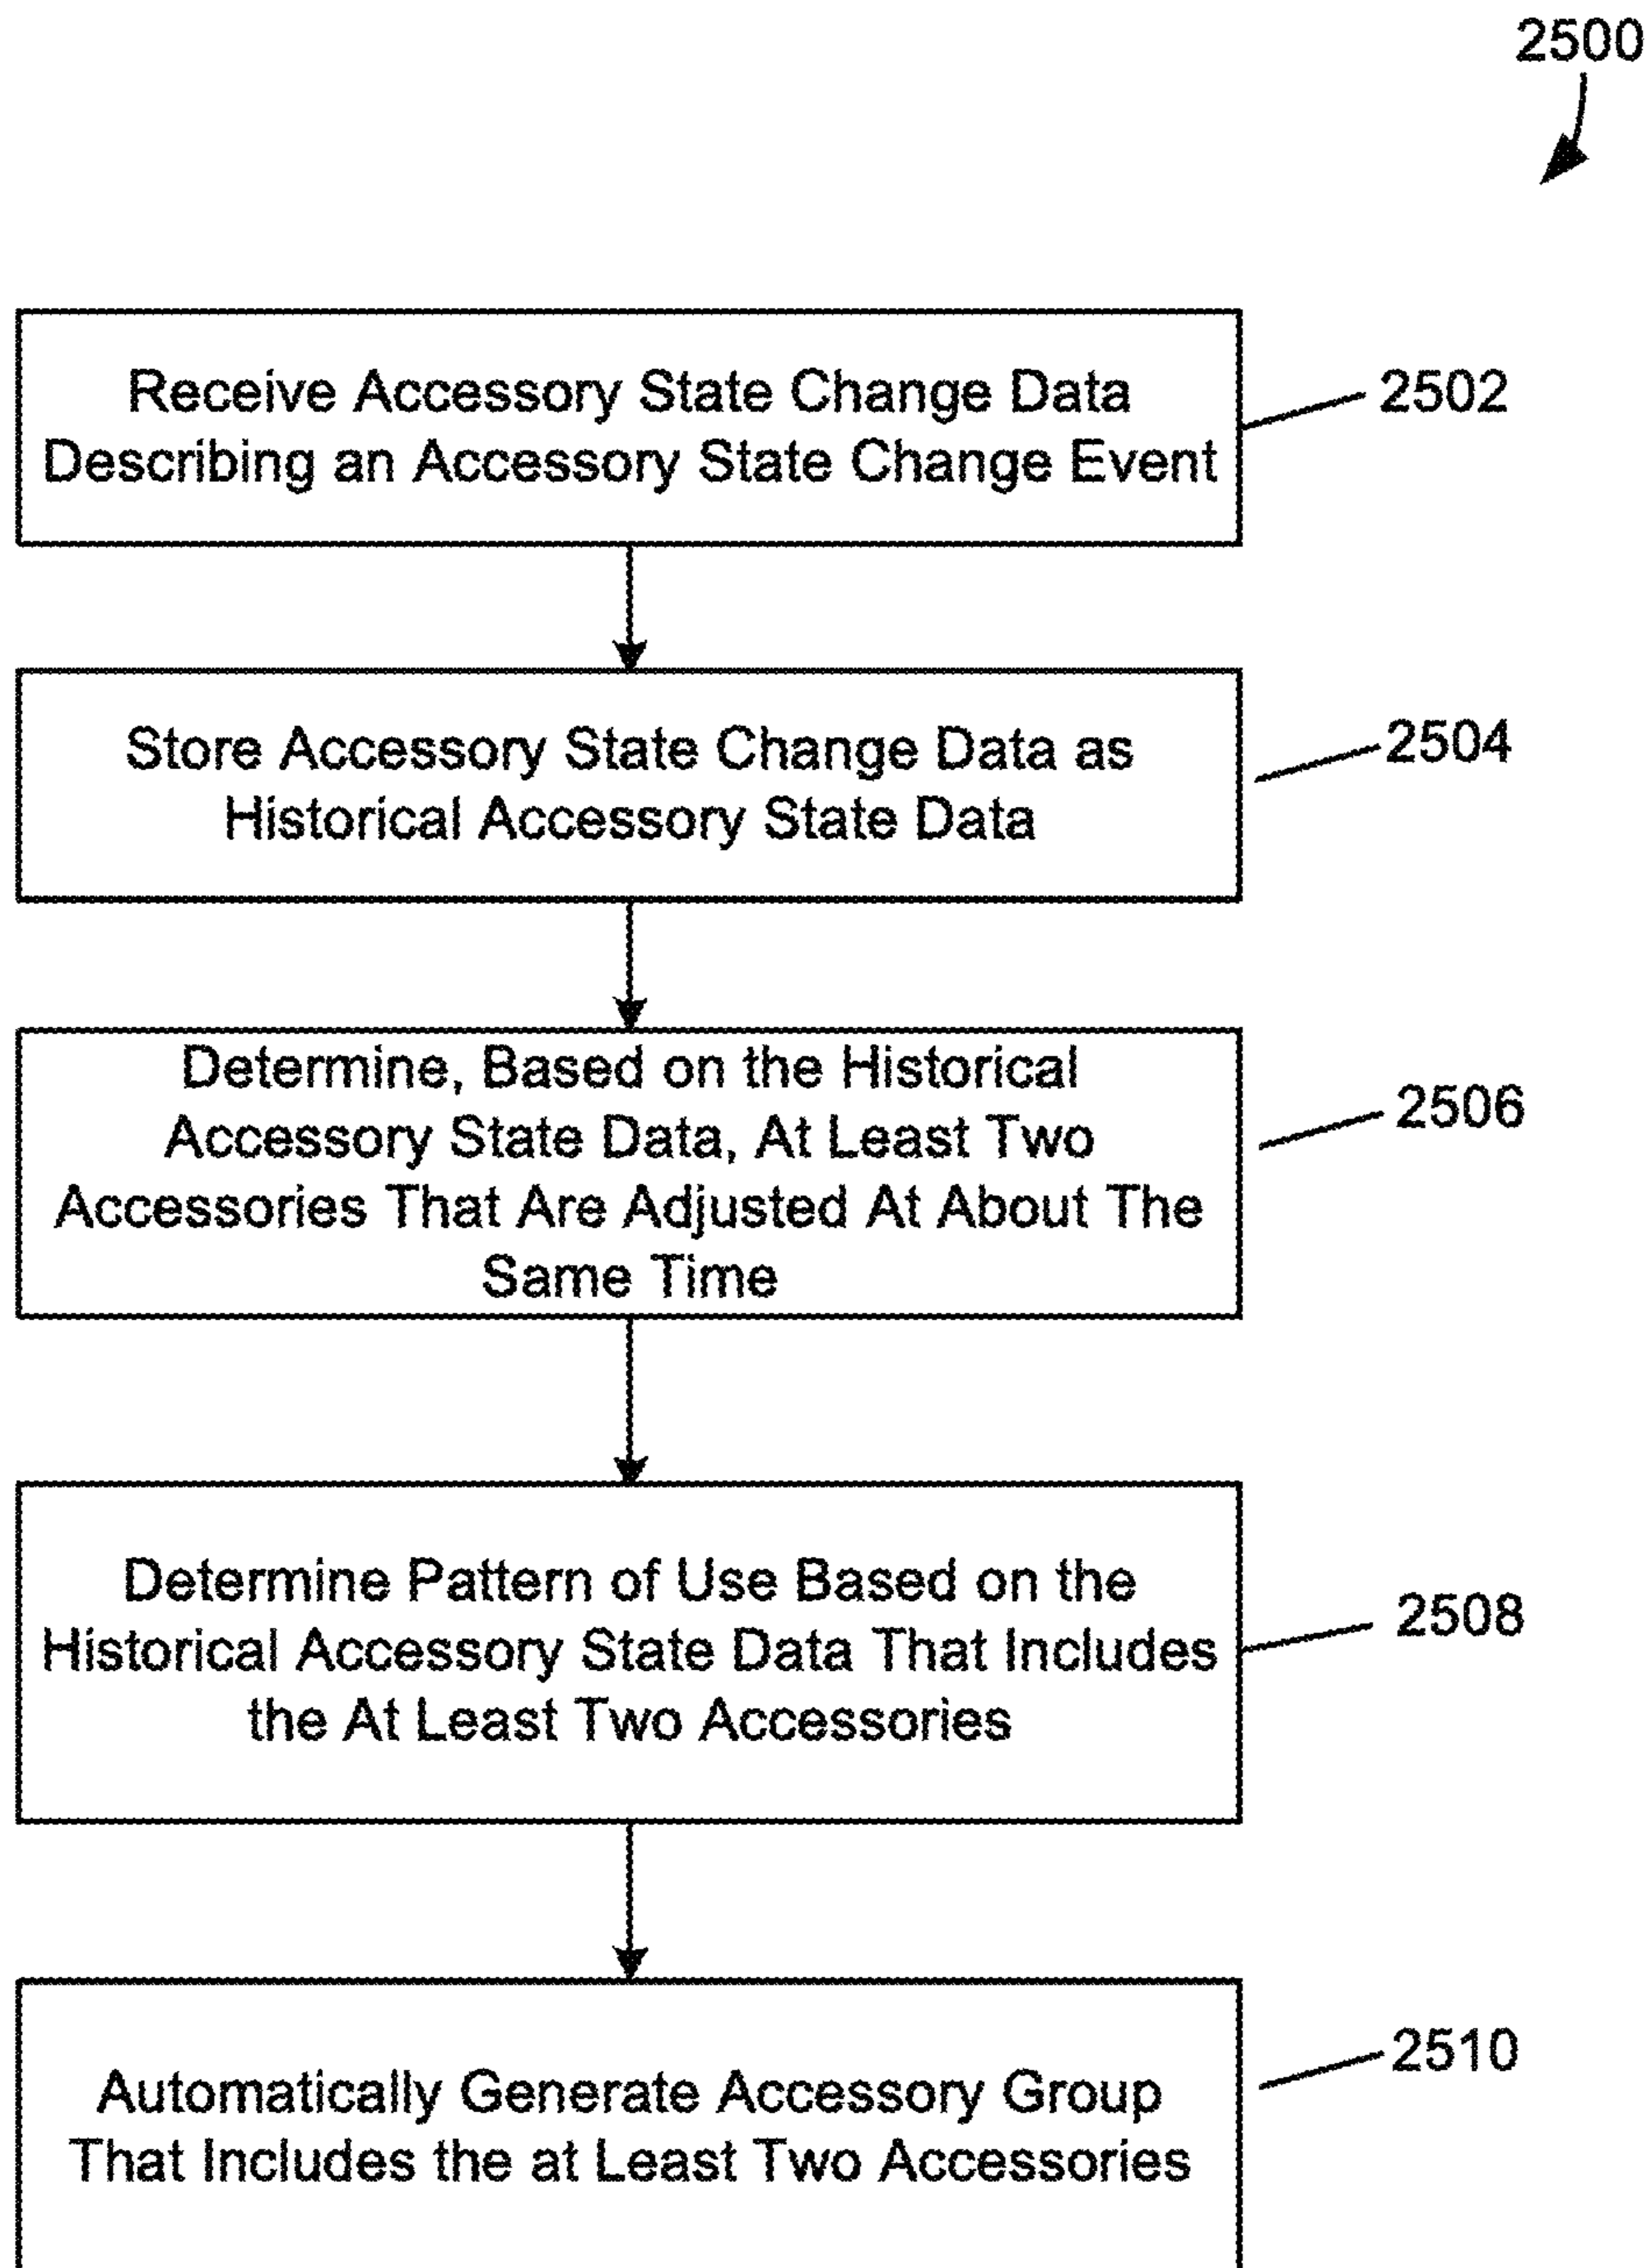 2500
Receive Accessory State Change Data
Describing an Accessory State Change Event
2502
Store Accessory State Change Data as
Historical Accessory State Data
2504
Determine, Based on the Historical
Accessory State Data, At Least Two
Accessories That Are Adjusted At About The
Same Time
2506
Determine Pattern of Use Based on the
Historical Accessory State Data That Includes
the At Least Two Accessories
2508
Automatically Generate Accessory Group
That Includes the at Least Two Accessories
2510